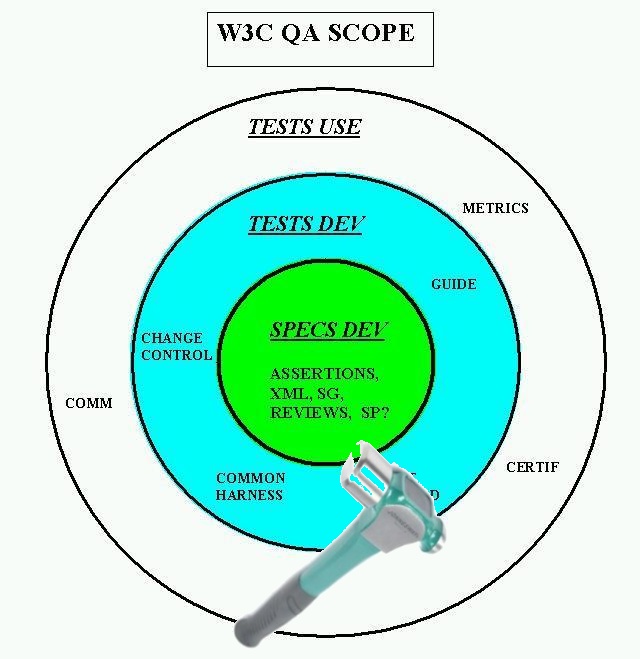 W3C QA SCOPE
TESTS USE
METRICS
TESTS DEV
GUIDE
CHANGE
CONTROL
SPECS DEV
ASSERTIONS,
XML, SG,
REVIEWS, SP?
COMM
CERTIF
COMMON
HARNESS